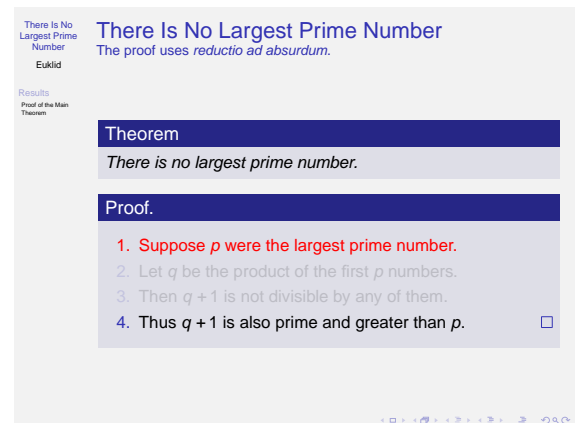 There Is No
Largest Prime
Number
Euklid
Results
Proof of the Main
Theorem
There Is No Largest Prime Number
The proof uses reductio ad absurdum.
Theorem
There is no largest prime number.
Proof.
1. Suppose p were the largest prime number.
2. Let q be the product of the first p numbers.
3. Then q + 1 is not divisible by any of them.
4. Thus q + 1 is also prime and greater than p. □